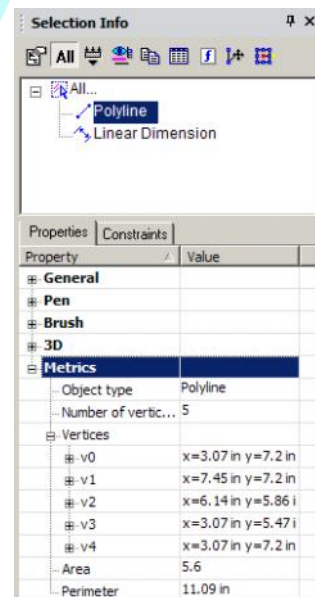 Selection Info
All
All...
Polyline
Linear Dimension
Properties Constraints
Property Value
General
Pen
Brush
3D
Metrics
Object type Polyline
Number of vertic... 5
Vertices
v0 x=3.07 in y=7.2 in
v1 x=7.45 in y=7.2 in
v2 x=6.14 in y=5.86 i
v3 x=3.07 in y=5.47 i
v4 x=3.07 in y=7.2 in
Area 5.6
Perimeter 11.09 in